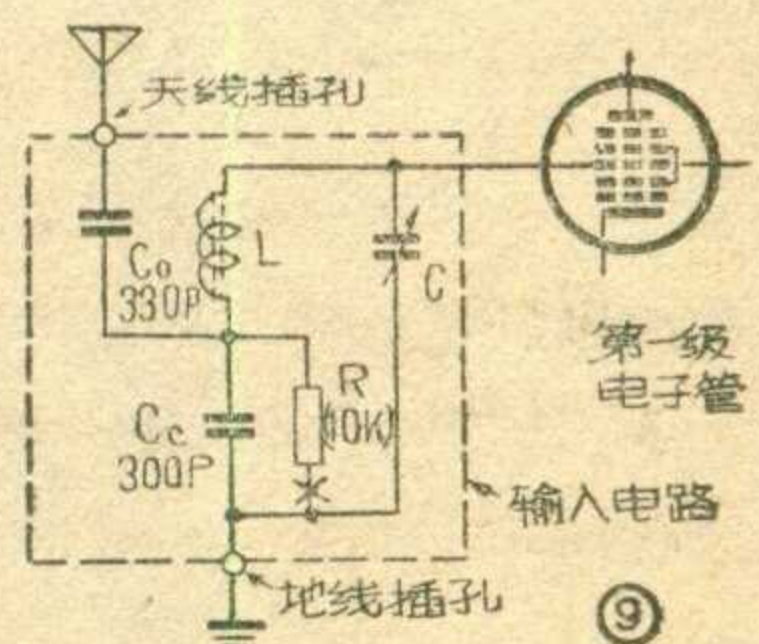 天线插孔
C₀
330P
L
C
R
(10K)
Cc
300P
第一级
电子管
输入电路
地线插孔
⑨